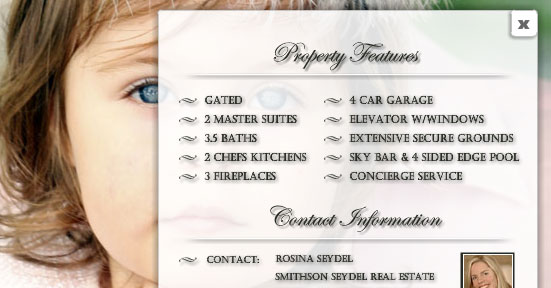 x
Property Features
GATED
4 CAR GARAGE
2 MASTER SUITES
ELEVATOR W/WINDOWS
3.5 BATHS
EXTENSIVE SECURE GROUNDS
2 CHEFS KITCHENS
SKY BAR & 4 SIDED EDGE POOL
3 FIREPLACES
CONCIERGE SERVICE
Contact Information
CONTACT: ROSINA SEYDEL
SMITHSON SEYDEL REAL ESTATE